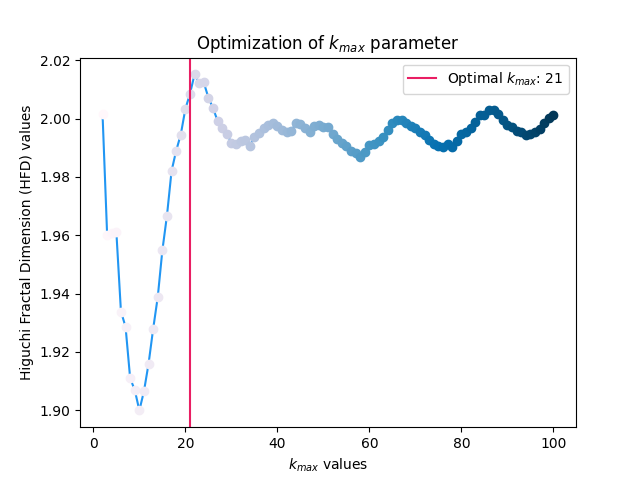 Optimization of $k_{max}$ parameter
Optimal $k_{max}$: 21
Higuchi Fractal Dimension (HFD) values
2.02
2.00
1.98
1.96
1.94
1.92
1.90
0 20 40 60 80 100
$k_{max}$ values